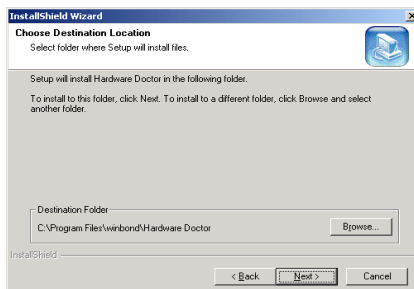 InstallShield Wizard
Choose Destination Location
Select folder where Setup will install files.
Setup will install Hardware Doctor in the following folder.
To install to this folder, click Next. To install to a different folder, click Browse and select
another folder.
Destination Folder
C:\Program Files\winbond\Hardware Doctor
Browse...
InstallShield
< Back
Next >
Cancel